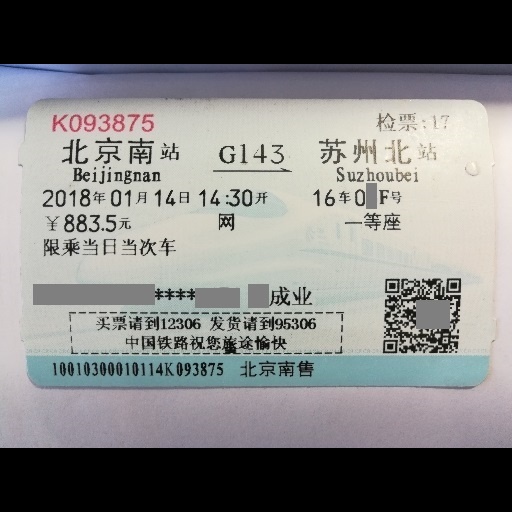 K093875 检票:17
北京南站 G143 苏州北站
Beijingnan Suzhoubei
2018年01月14日 14:30开 16车0 F号
￥883.5元 网 一等座
限乘当日当次车
**** 成业
买票请到12306 发货请到95306
中国铁路祝您旅途愉快
10010300010114K093875 北京南售